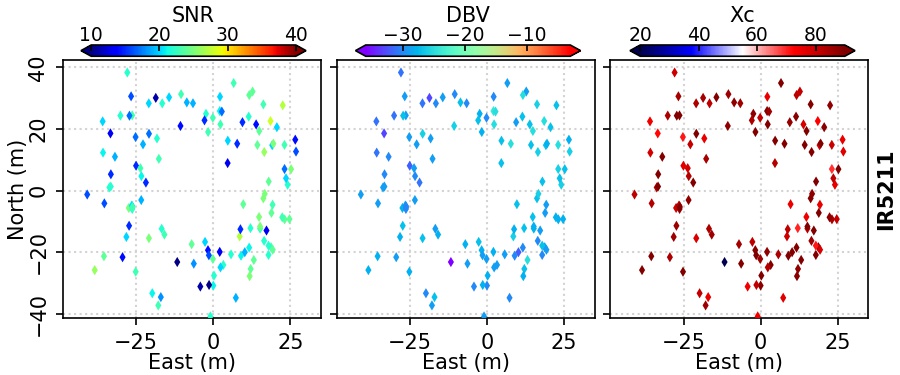 SNR DBV Xc
10 20 30 40 −30 −20 −10 20 40 60 80
40
20
0
−20
−40
North (m)
−25 0 25 −25 0 25 −25 0 25
East (m) East (m) East (m)
IR5211